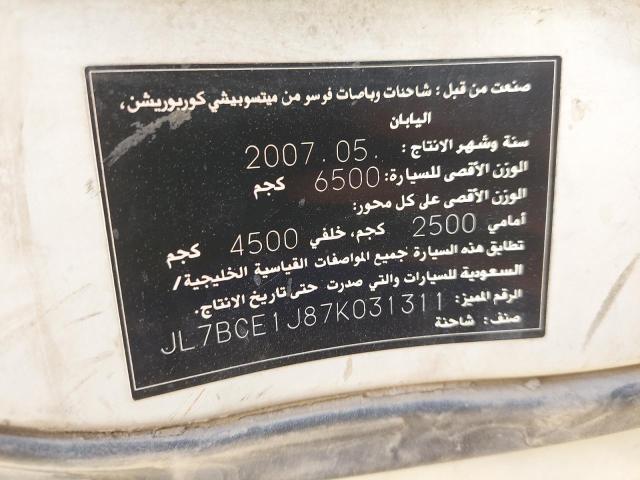 صنعت من قبل : شاحنات وباصات فوسو من ميتسوبيشي كوربوريشن ،
اليابان
سنة وشهر الانتاج : 2007.05.
الوزن الأقصى للسيارة: 6500 كجم
الوزن الأقصى على كل محور:
أمامي 2500 كجم، خلفي 4500 كجم
تطابق هذه السيارة جميع المواصفات القياسية الخليجية/
السعودية للسيارات والتي صدرت حتى تاريخ الانتاج.
الرقم المميز: JL7BCE1J87K031311
صنف: شاحنة